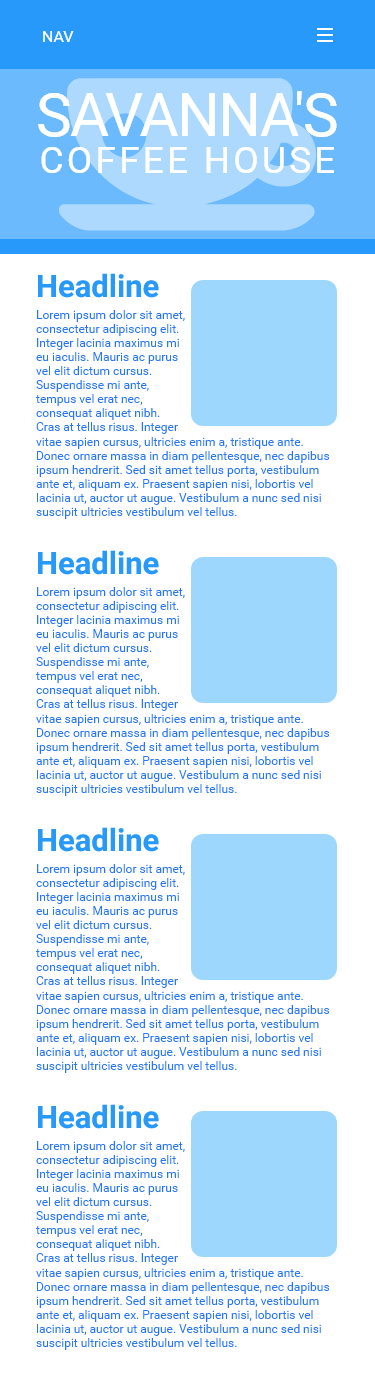 NAV
SAVANNA'S
COFFEE HOUSE
Headline
Lorem ipsum dolor sit amet,
consectetur adipiscing elit.
Integer lacinia maximus mi
eu iaculis. Mauris ac purus
vel elit dictum cursus.
Suspendisse mi ante,
tempus vel erat nec,
consequat aliquet nibh.
Cras at tellus risus. Integer
vitae sapien cursus, ultricies enim a, tristique ante.
Donec ornare massa in diam pellentesque, nec dapibus
ipsum hendrerit. Sed sit amet tellus porta, vestibulum
ante et, aliquam ex. Praesent sapien nisi, lobortis vel
lacinia ut, auctor ut augue. Vestibulum a nunc sed nisi
suscipit ultricies vestibulum vel tellus.
Headline
Lorem ipsum dolor sit amet,
consectetur adipiscing elit.
Integer lacinia maximus mi
eu iaculis. Mauris ac purus
vel elit dictum cursus.
Suspendisse mi ante,
tempus vel erat nec,
consequat aliquet nibh.
Cras at tellus risus. Integer
vitae sapien cursus, ultricies enim a, tristique ante.
Donec ornare massa in diam pellentesque, nec dapibus
ipsum hendrerit. Sed sit amet tellus porta, vestibulum
ante et, aliquam ex. Praesent sapien nisi, lobortis vel
lacinia ut, auctor ut augue. Vestibulum a nunc sed nisi
suscipit ultricies vestibulum vel tellus.
Headline
Lorem ipsum dolor sit amet,
consectetur adipiscing elit.
Integer lacinia maximus mi
eu iaculis. Mauris ac purus
vel elit dictum cursus.
Suspendisse mi ante,
tempus vel erat nec,
consequat aliquet nibh.
Cras at tellus risus. Integer
vitae sapien cursus, ultricies enim a, tristique ante.
Donec ornare massa in diam pellentesque, nec dapibus
ipsum hendrerit. Sed sit amet tellus porta, vestibulum
ante et, aliquam ex. Praesent sapien nisi, lobortis vel
lacinia ut, auctor ut augue. Vestibulum a nunc sed nisi
suscipit ultricies vestibulum vel tellus.
Headline
Lorem ipsum dolor sit amet,
consectetur adipiscing elit.
Integer lacinia maximus mi
eu iaculis. Mauris ac purus
vel elit dictum cursus.
Suspendisse mi ante,
tempus vel erat nec,
consequat aliquet nibh.
Cras at tellus risus. Integer
vitae sapien cursus, ultricies enim a, tristique ante.
Donec ornare massa in diam pellentesque, nec dapibus
ipsum hendrerit. Sed sit amet tellus porta, vestibulum
ante et, aliquam ex. Praesent sapien nisi, lobortis vel
lacinia ut, auctor ut augue. Vestibulum a nunc sed nisi
suscipit ultricies vestibulum vel tellus.